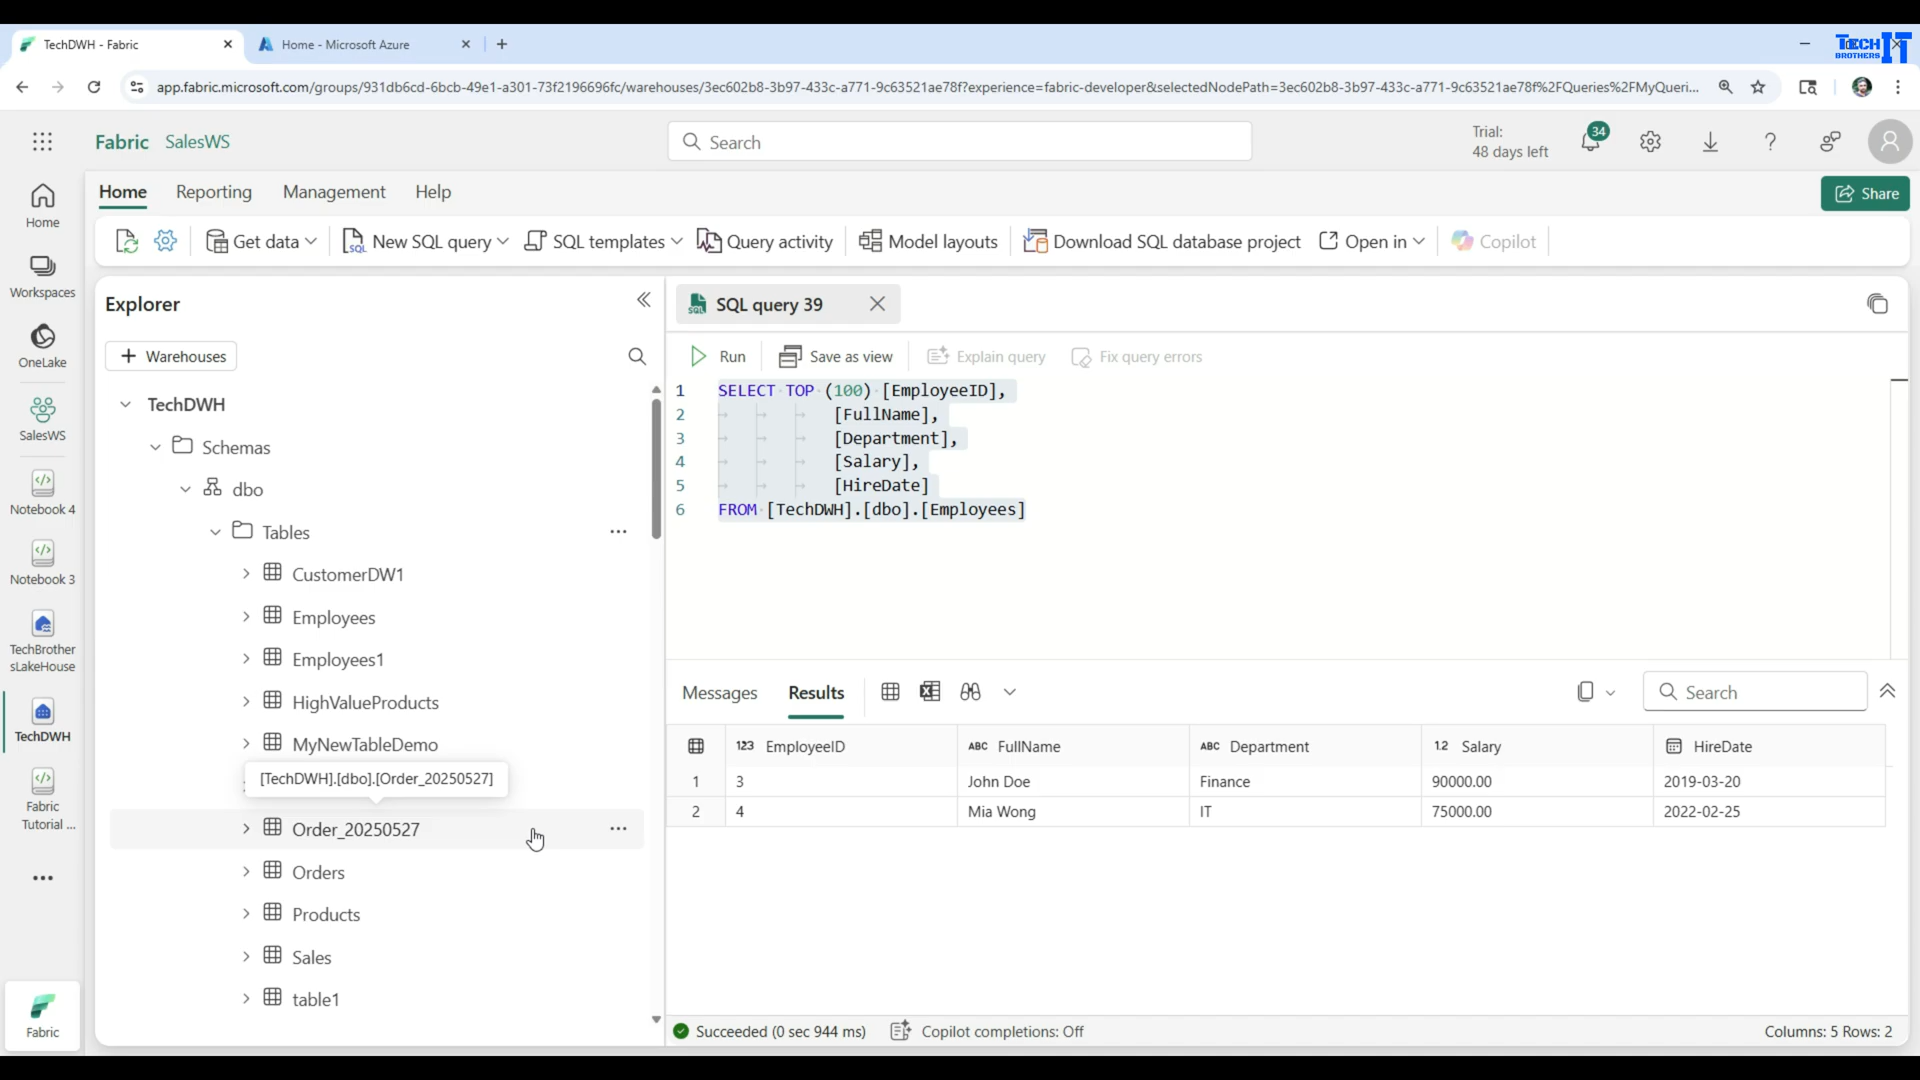 TechDWH - Fabric
Home - Microsoft Azure
TECH
BROTHERS
IT
app.fabric.microsoft.com/groups/931db6cd-6bcb-49e1-a301-73f2196696fc/warehouses/3ec602b8-3b97-433c-a771-9c63521ae78f?experience=fabric-developer&selectedNodePath=3ec602b8-3b97-433c-a771-9c63521ae78f%2FQueries%2FMyQueri...
Fabric SalesWS
Search
Trial:
48 days left
34
Home Reporting Management Help
Share
Get data New SQL query SQL templates Query activity Model layouts Download SQL database project Open in Copilot
Home
Workspaces
OneLake
SalesWS
Notebook 4
Notebook 3
TechBrother
sLakeHouse
TechDWH
Fabric
Tutorial ...
Fabric
Explorer
+ Warehouses
TechDWH
Schemas
dbo
Tables
CustomerDW1
Employees
Employees1
HighValueProducts
MyNewTableDemo
[TechDWH].[dbo].[Order_20250527]
Order_20250527
Orders
Products
Sales
table1
SQL query 39
Run Save as view Explain query Fix query errors
1 SELECT TOP (100) [EmployeeID],
2 [FullName],
3 [Department],
4 [Salary],
5 [HireDate]
6 FROM [TechDWH].[dbo].[Employees]
Messages Results
Search
123 EmployeeID ABC FullName ABC Department 1.2 Salary HireDate
1 3 John Doe Finance 90000.00 2019-03-20
2 4 Mia Wong IT 75000.00 2022-02-25
Succeeded (0 sec 944 ms) Copilot completions: Off Columns: 5 Rows: 2